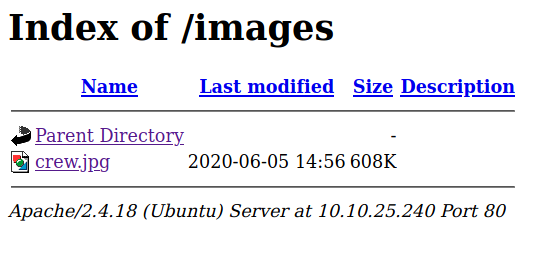 Index of /images
Name Last modified Size Description
Parent Directory -
crew.jpg 2020-06-05 14:56 608K
Apache/2.4.18 (Ubuntu) Server at 10.10.25.240 Port 80